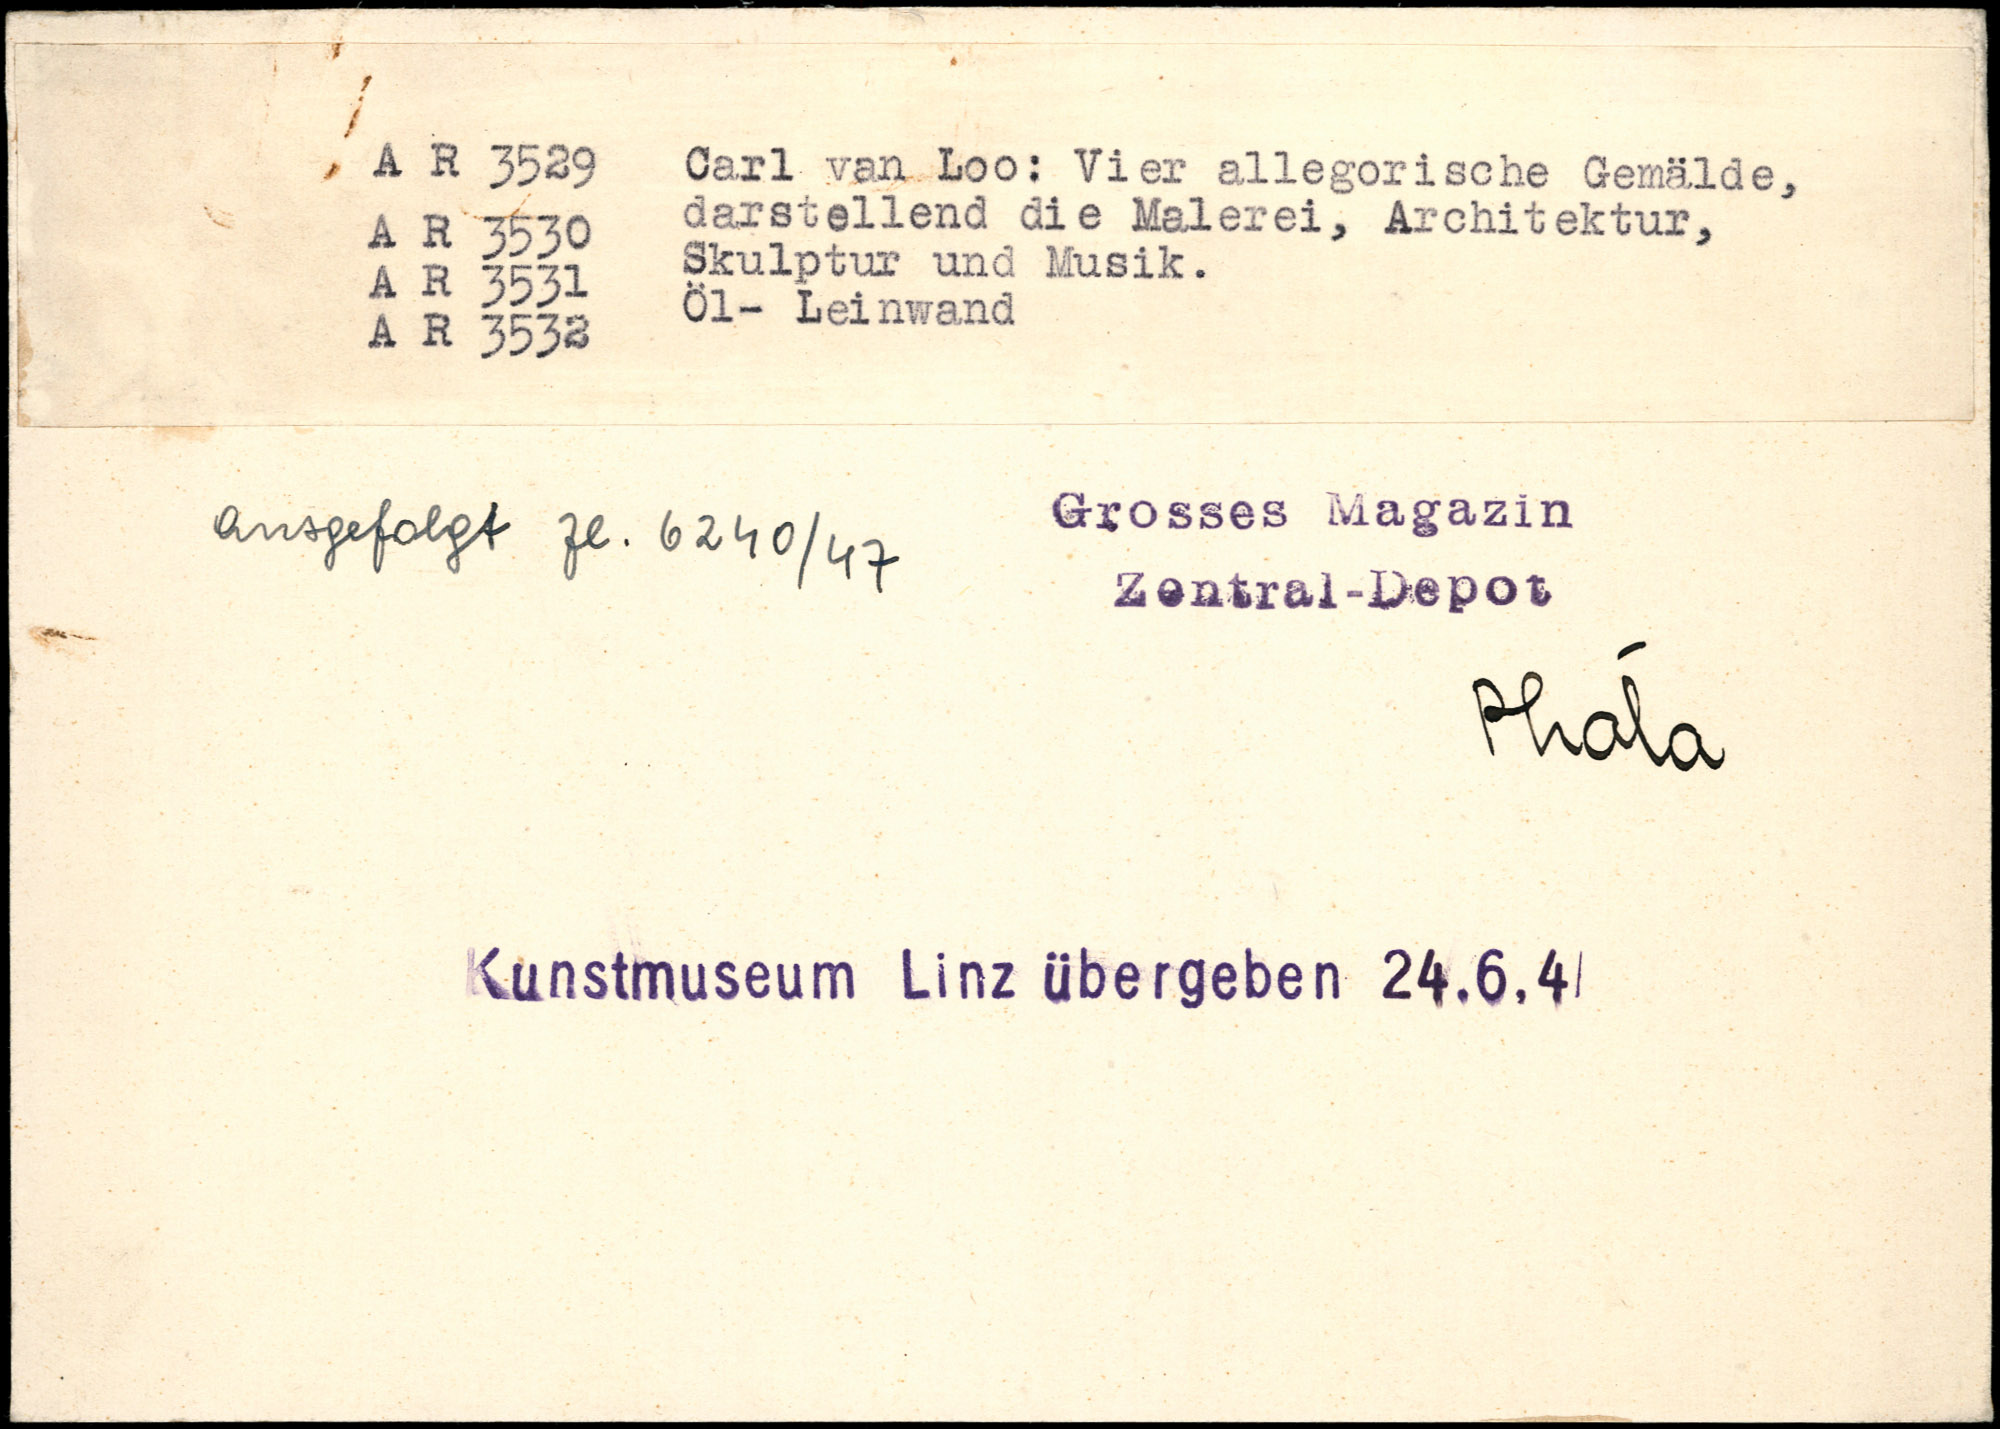 A R 3529 Carl van Loo: Vier allegorische Gemälde,
A R 3530 darstellend die Malerei, Architektur,
A R 3531 Skulptur und Musik.
A R 3532 Öl- Leinwand
ausgefolgt Zl. 6240/47
Grosses Magazin
Zentral-Depot
Kunstmuseum Linz übergeben 24.6.41